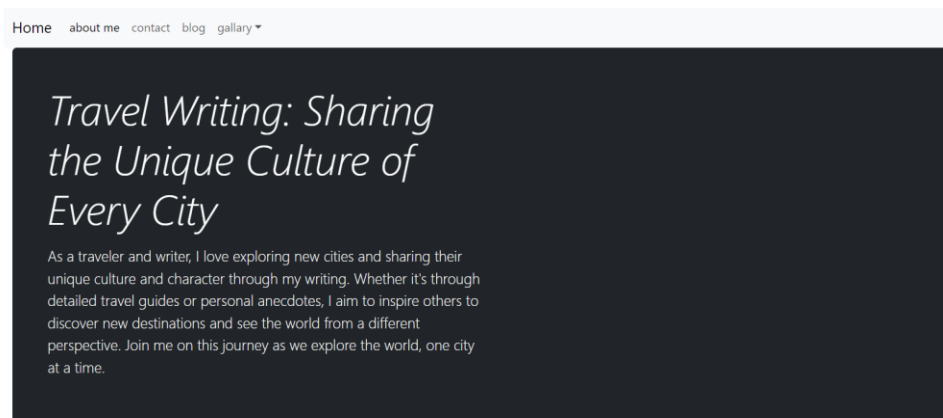 Home about me contact blog gallary
Travel Writing: Sharing
the Unique Culture of
Every City
As a traveler and writer, I love exploring new cities and sharing their
unique culture and character through my writing. Whether it's through
detailed travel guides or personal anecdotes, I aim to inspire others to
discover new destinations and see the world from a different
perspective. Join me on this journey as we explore the world, one city
at a time.